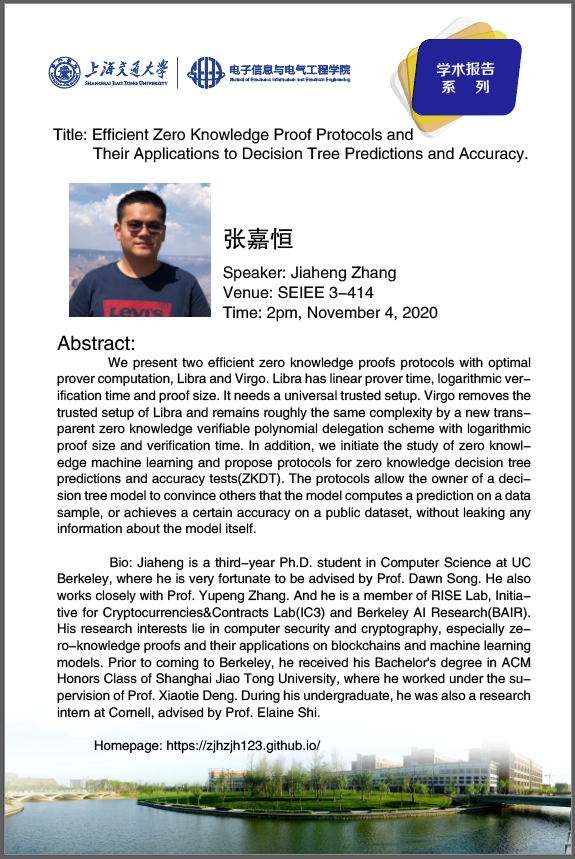 上海交通大学
SHANGHAI JIAO TONG UNIVERSITY
电子信息与电气工程学院
School of Electronic Information and Electrical Engineering
学术报告
系 列
Title: Efficient Zero Knowledge Proof Protocols and
Their Applications to Decision Tree Predictions and Accuracy.
张嘉恒
Speaker: Jiaheng Zhang
Venue: SEIEE 3-414
Time: 2pm, November 4, 2020
Levi's
Abstract:
We present two efficient zero knowledge proofs protocols with optimal
prover computation, Libra and Virgo. Libra has linear prover time, logarithmic ver-
ification time and proof size. It needs a universal trusted setup. Virgo removes the
trusted setup of Libra and remains roughly the same complexity by a new trans-
parent zero knowledge verifiable polynomial delegation scheme with logarithmic
proof size and verification time. In addition, we initiate the study of zero knowl-
edge machine learning and propose protocols for zero knowledge decision tree
predictions and accuracy tests(ZKDT). The protocols allow the owner of a deci-
sion tree model to convince others that the model computes a prediction on a data
sample, or achieves a certain accuracy on a public dataset, without leaking any
information about the model itself.
Bio: Jiaheng is a third-year Ph.D. student in Computer Science at UC
Berkeley, where he is very fortunate to be advised by Prof. Dawn Song. He also
works closely with Prof. Yupeng Zhang. And he is a member of RISE Lab, Initia-
tive for Cryptocurrencies&Contracts Lab(IC3) and Berkeley AI Research(BAIR).
His research interests lie in computer security and cryptography, especially ze-
ro-knowledge proofs and their applications on blockchains and machine learning
models. Prior to coming to Berkeley, he received his Bachelor's degree in ACM
Honors Class of Shanghai Jiao Tong University, where he worked under the su-
pervision of Prof. Xiaotie Deng. During his undergraduate, he was also a research
intern at Cornell, advised by Prof. Elaine Shi.
Homepage: https://zjhzjh123.github.io/